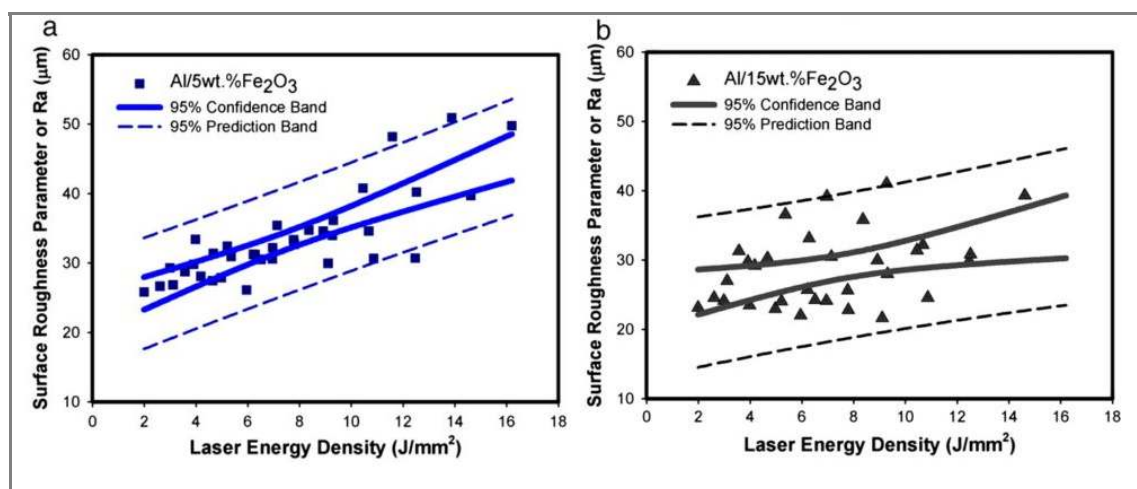 a
60
50
40
30
20
10
Surface Roughness Parameter or Ra (μm)
Al/5wt.%Fe₂O₃
95% Confidence Band
95% Prediction Band
0 2 4 6 8 10 12 14 16 18
Laser Energy Density (J/mm²)
b
60
50
40
30
20
10
Surface Roughness Parameter or Ra (μm)
Al/15wt.%Fe₂O₃
95% Confidence Band
95% Prediction Band
0 2 4 6 8 10 12 14 16 18
Laser Energy Density (J/mm²)